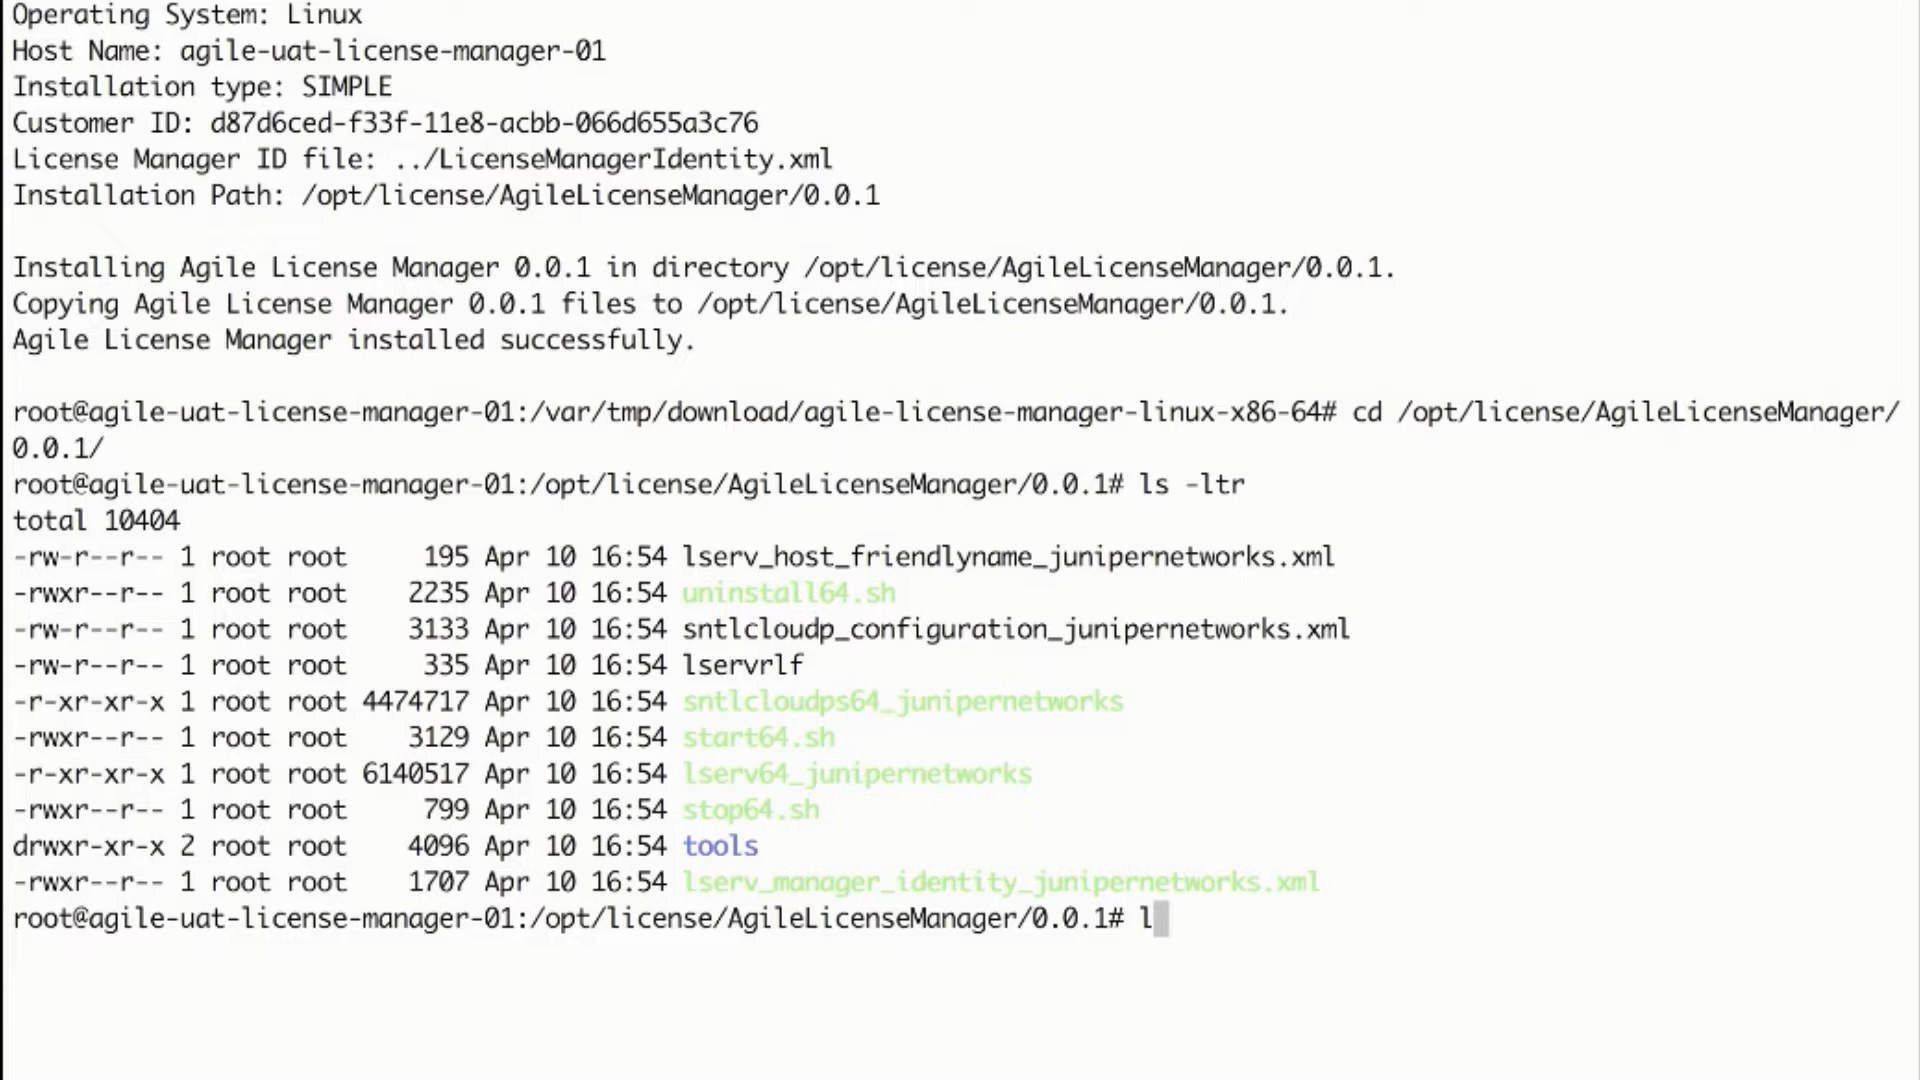 Operating System: Linux
Host Name: agile-uat-license-manager-01
Installation type: SIMPLE
Customer ID: d87d6ced-f33f-11e8-acbb-066d655a3c76
License Manager ID file: ../LicenseManagerIdentity.xml
Installation Path: /opt/license/AgileLicenseManager/0.0.1
Installing Agile License Manager 0.0.1 in directory /opt/license/AgileLicenseManager/0.0.1.
Copying Agile License Manager 0.0.1 files to /opt/license/AgileLicenseManager/0.0.1.
Agile License Manager installed successfully.
root@agile-uat-license-manager-01:/var/tmp/download/agile-license-manager-linux-x86-64# cd /opt/license/AgileLicenseManager/
0.0.1/
root@agile-uat-license-manager-01:/opt/license/AgileLicenseManager/0.0.1# ls -ltr
total 10404
-rw-r--r-- 1 root root     195 Apr 10 16:54 lserv_host_friendlyname_junipernetworks.xml
-rwxr--r-- 1 root root    2235 Apr 10 16:54 uninstall64.sh
-rw-r--r-- 1 root root    3133 Apr 10 16:54 sntlcloudp_configuration_junipernetworks.xml
-rw-r--r-- 1 root root     335 Apr 10 16:54 lservrlf
-r-xr-xr-x 1 root root 4474717 Apr 10 16:54 sntlcloudps64_junipernetworks
-rwxr--r-- 1 root root    3129 Apr 10 16:54 start64.sh
-r-xr-xr-x 1 root root 6140517 Apr 10 16:54 lserv64_junipernetworks
-rwxr--r-- 1 root root     799 Apr 10 16:54 stop64.sh
drwxr-xr-x 2 root root    4096 Apr 10 16:54 tools
-rwxr--r-- 1 root root    1707 Apr 10 16:54 lserv_manager_identity_junipernetworks.xml
root@agile-uat-license-manager-01:/opt/license/AgileLicenseManager/0.0.1# l